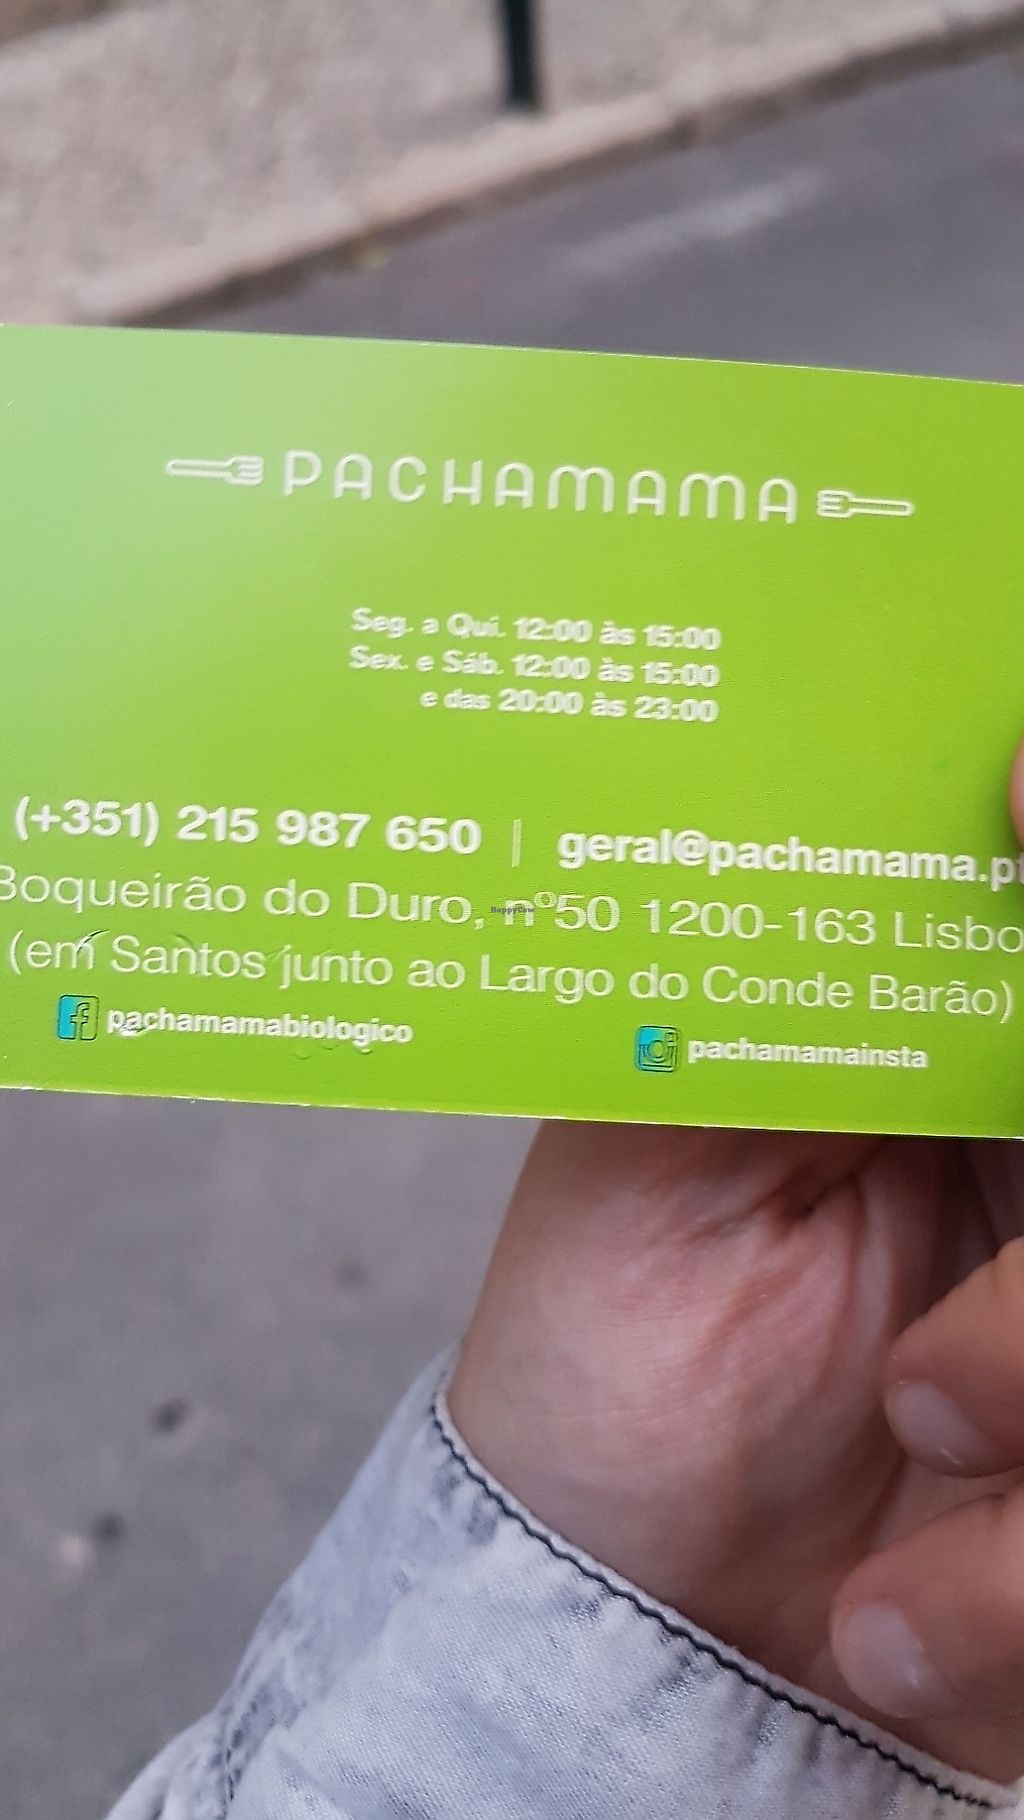 PACHAMAMA
Seg. a Qui. 12:00 às 15:00
Sex. e Sáb. 12:00 às 15:00
e das 20:00 às 23:00
(+351) 215 987 650 | geral@pachamama.pt
Boqueirão do Duro, nº50 1200-163 Lisbo
(em Santos junto ao Largo do Conde Barão)
pachamamabiologico
pachamamainsta
HappyCow